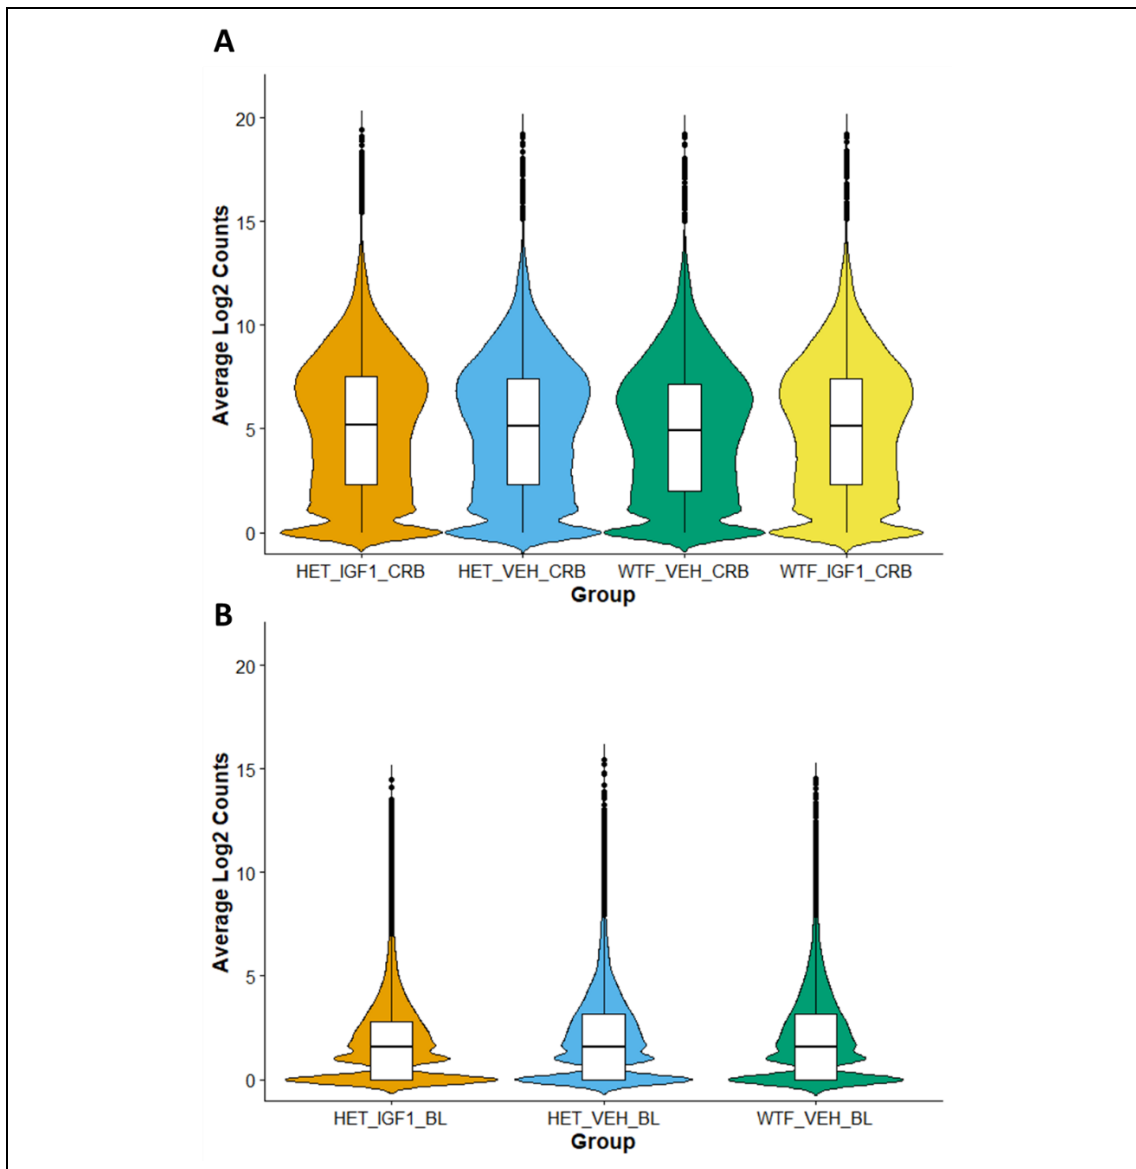 A
Average Log2 Counts
20
15
10
5
0
HET_IGF1_CRB HET_VEH_CRB WTF_VEH_CRB WTF_IGF1_CRB
Group
B
Average Log2 Counts
20
15
10
5
0
HET_IGF1_BL HET_VEH_BL WTF_VEH_BL
Group